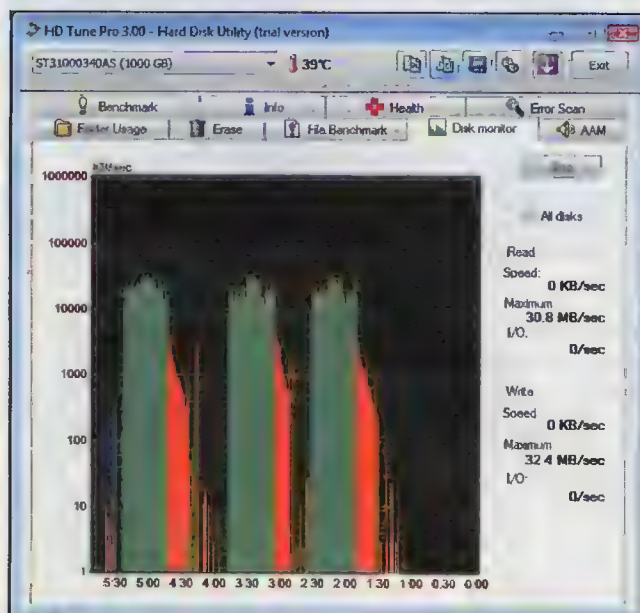 HD Tune Pro 3.00 - Hard Disk Utility (trial version)
ST31000340AS (1000 GB)
39°C
Exit
Benchmark
Info
Health
Error Scan
Folder Usage
Erase
File Benchmark
Disk monitor
AAM
1000000
100000
10000
1000
100
10
1
5:30 5:00 4:30 4:00 3:30 3:00 2:30 2:00 1:30 1:00 0:30 0:00
All disks
Read
Speed:
0 KB/sec
Maximum
30.8 MB/sec
I/O:
0/sec
Write
Speed
0 KB/sec
Maximum
32.4 MB/sec
I/O:
0/sec